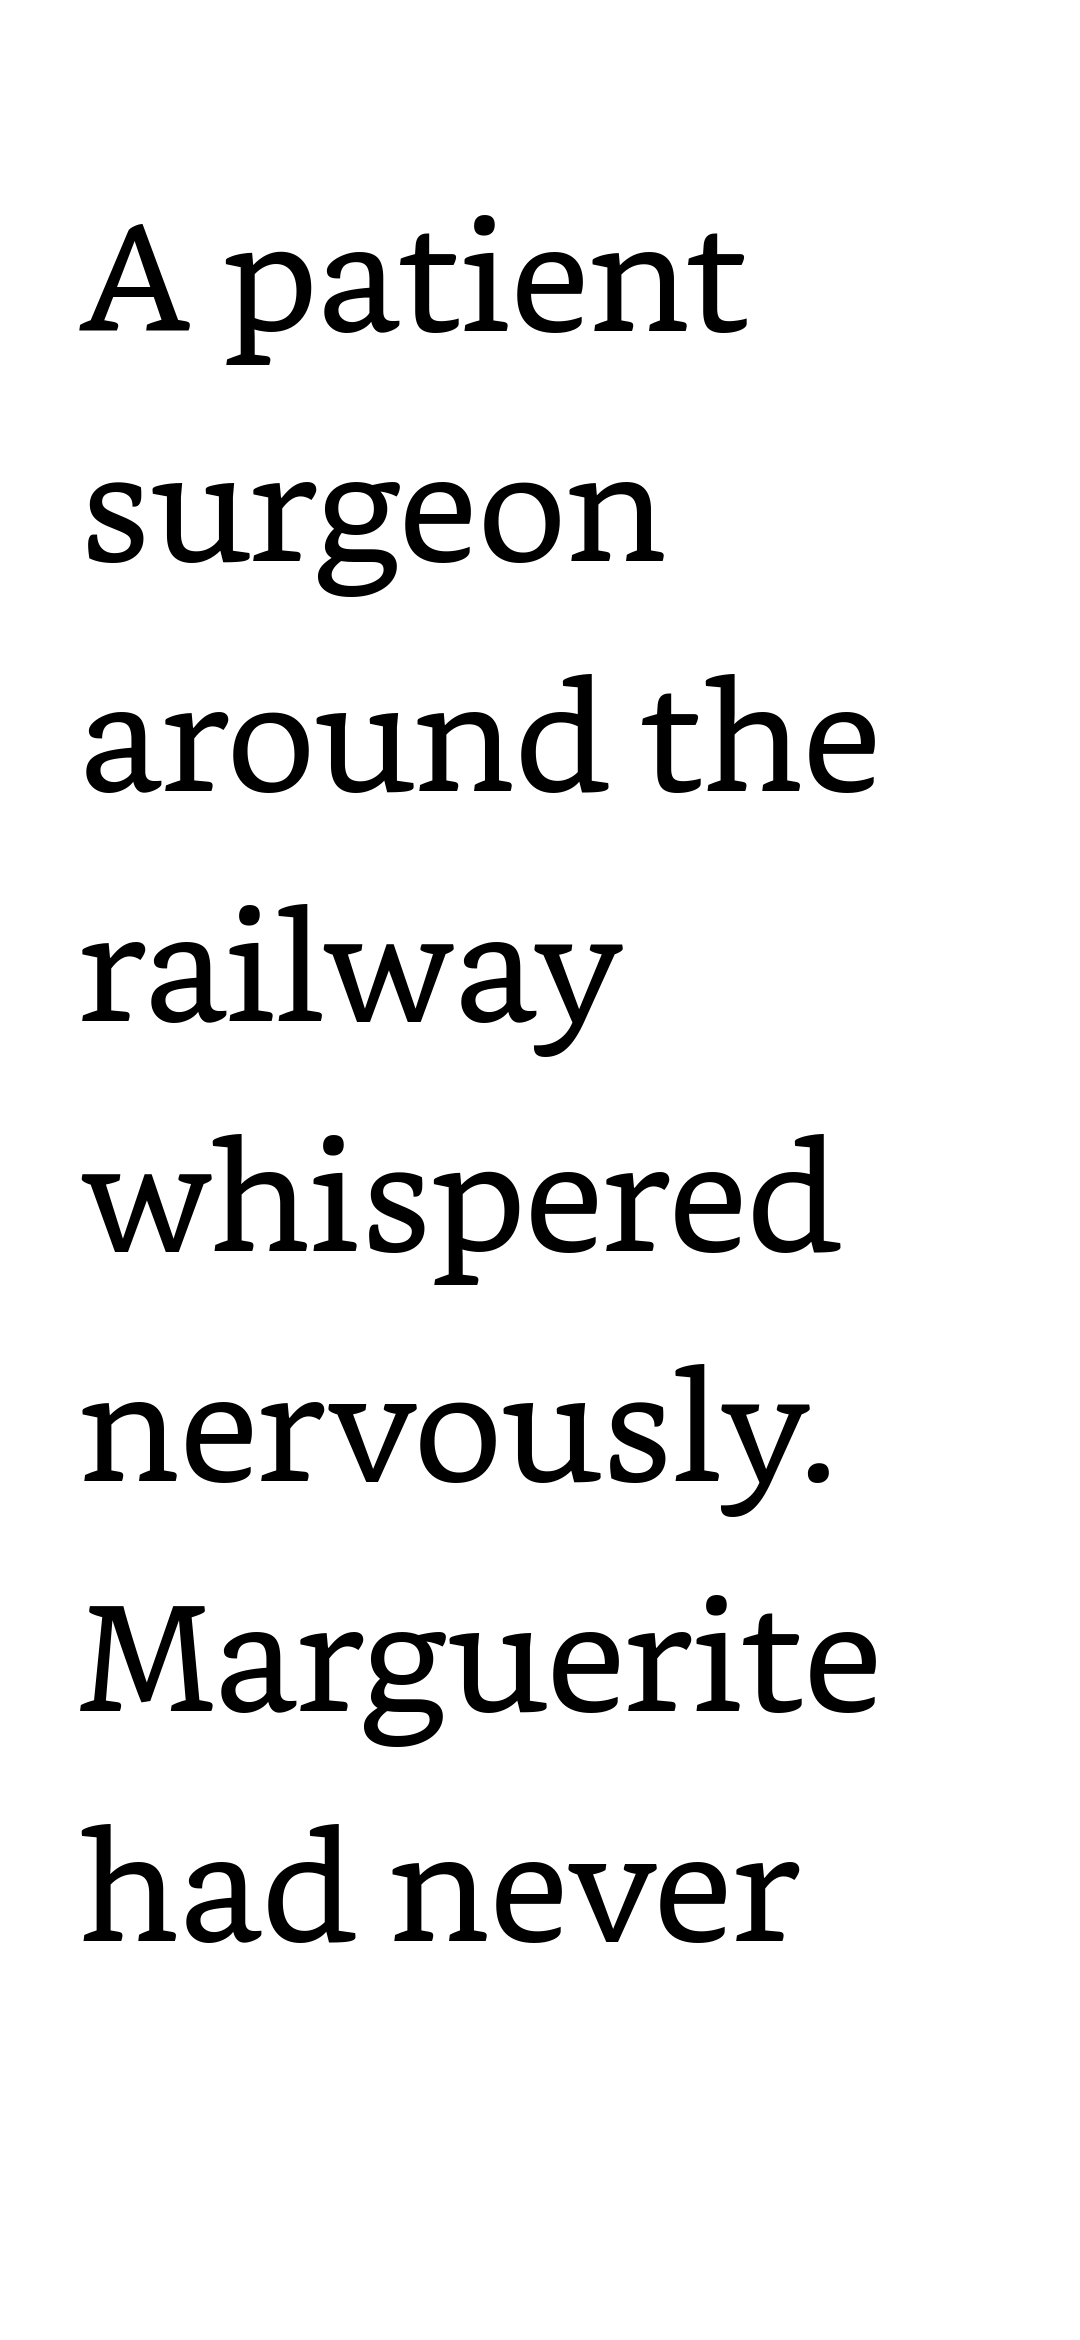 A patient
surgeon
around the
railway
whispered
nervously.
Marguerite
had never